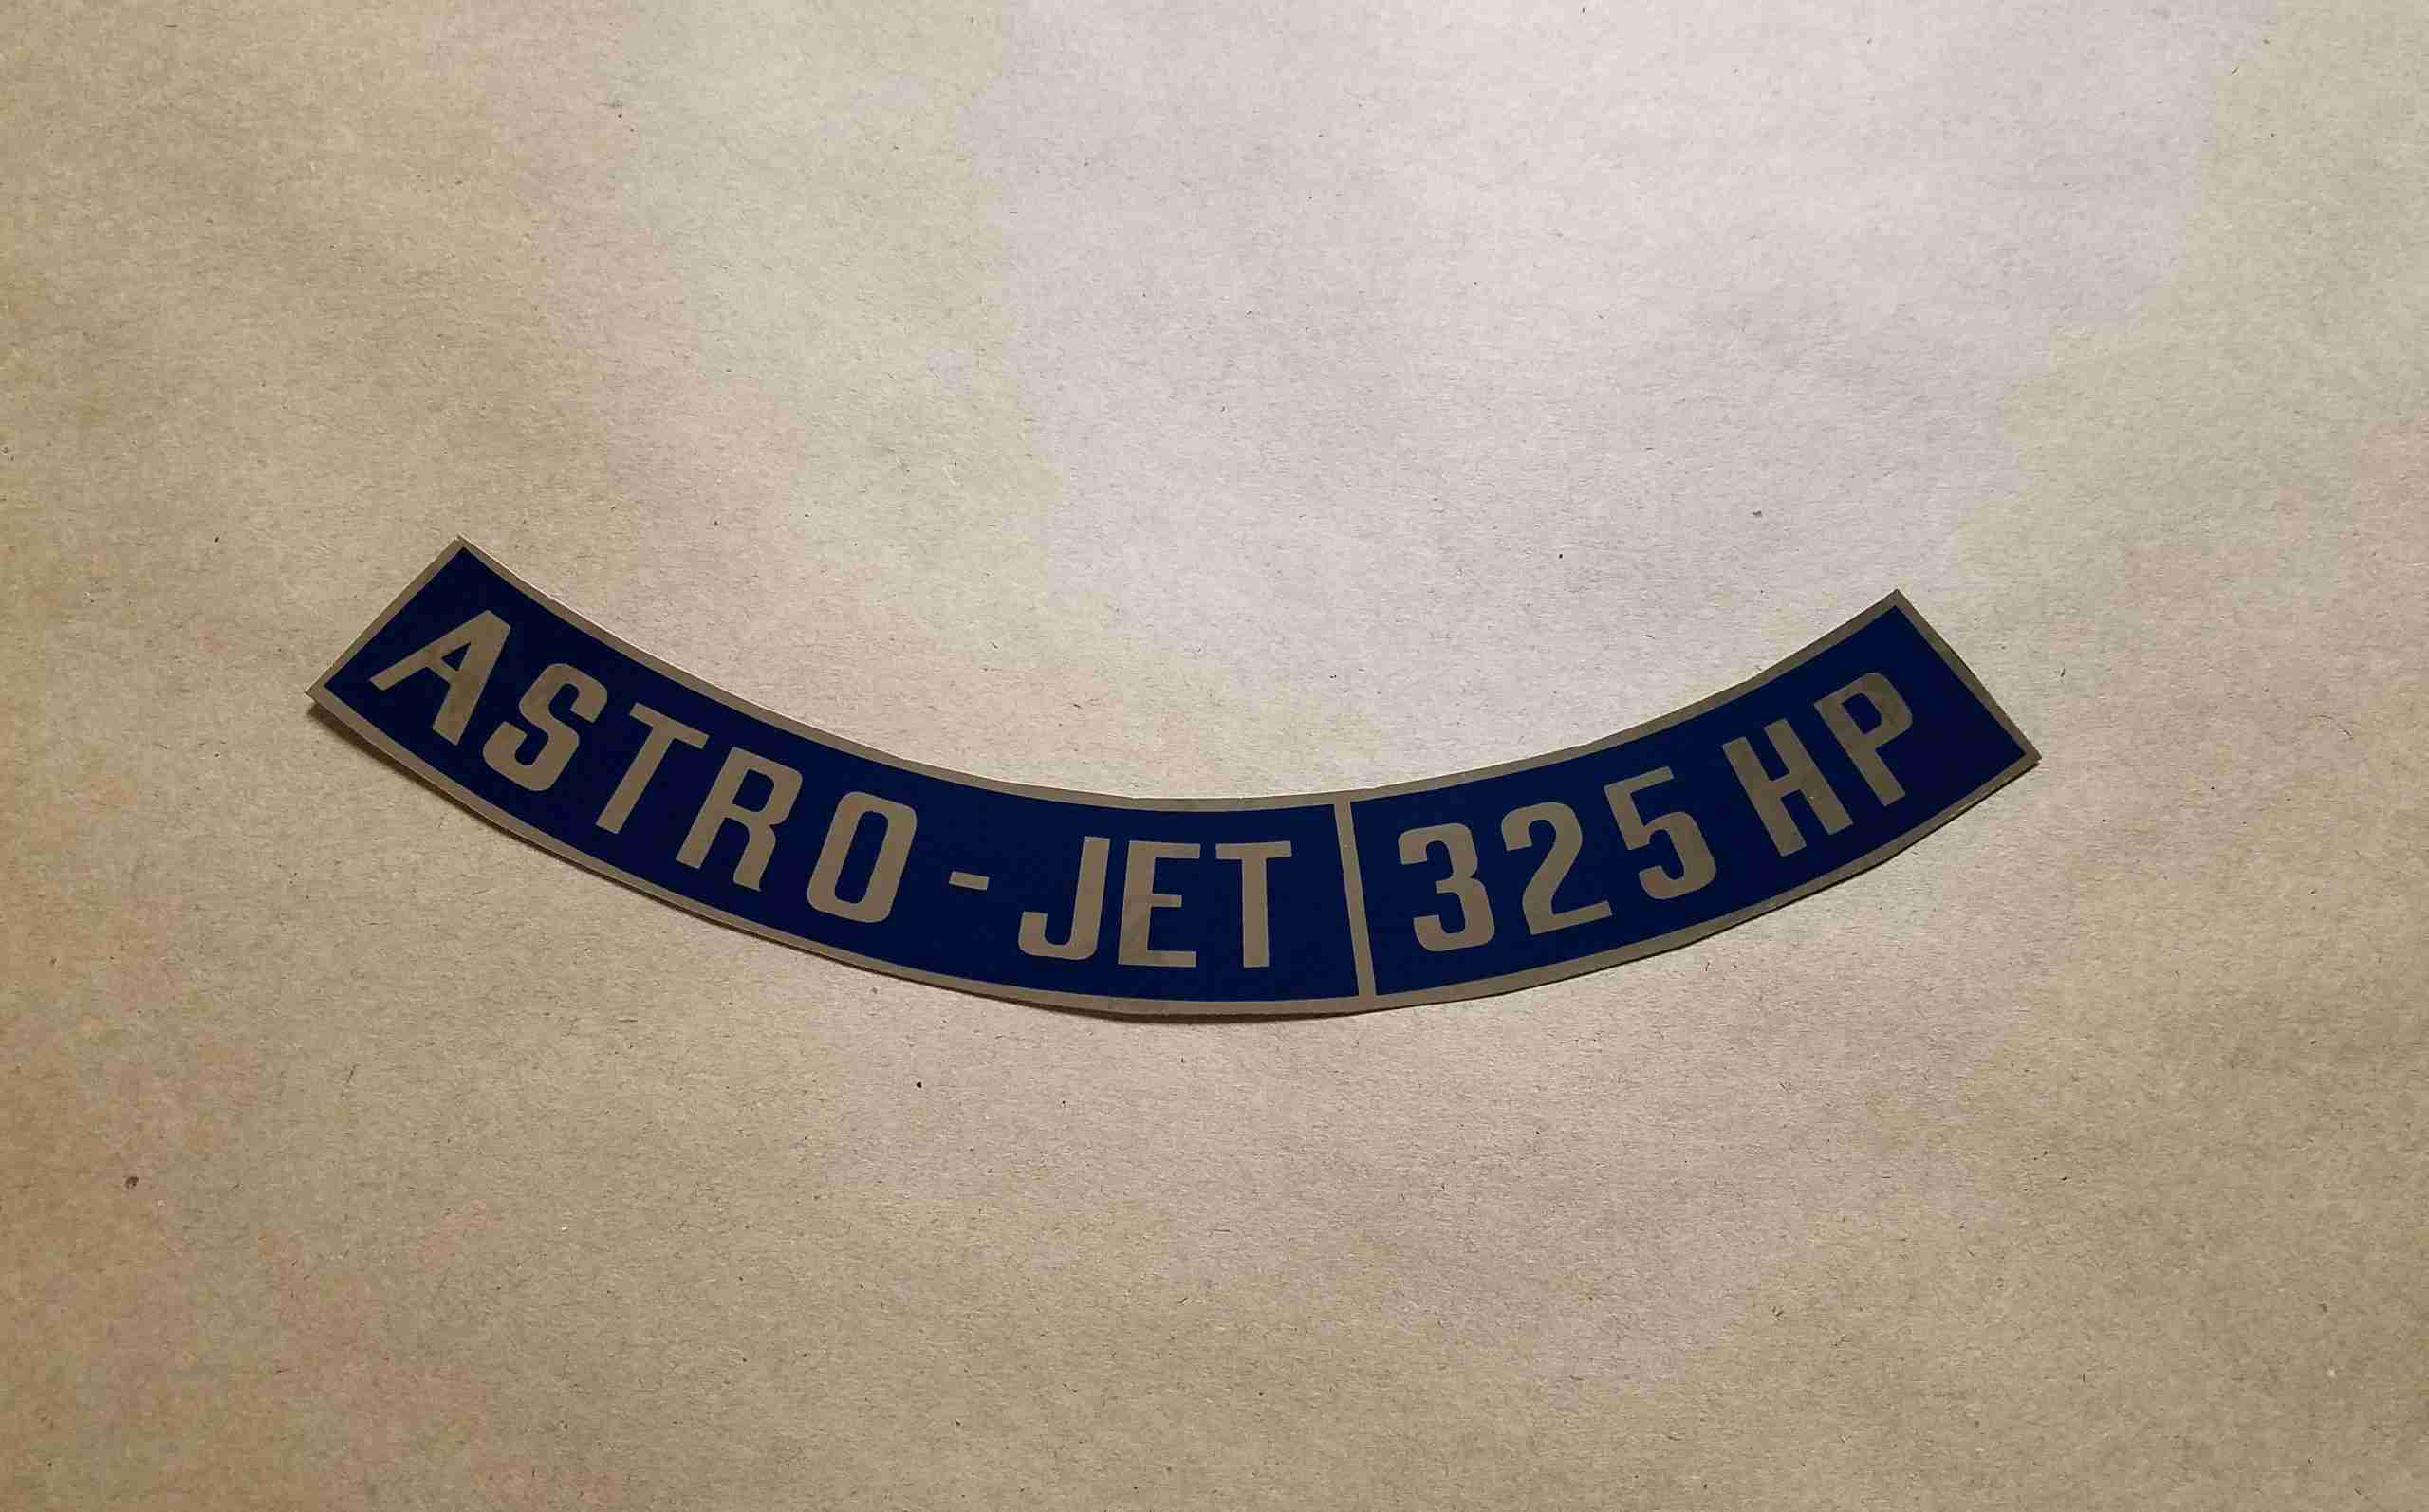 ASTRO - JET 325 HP